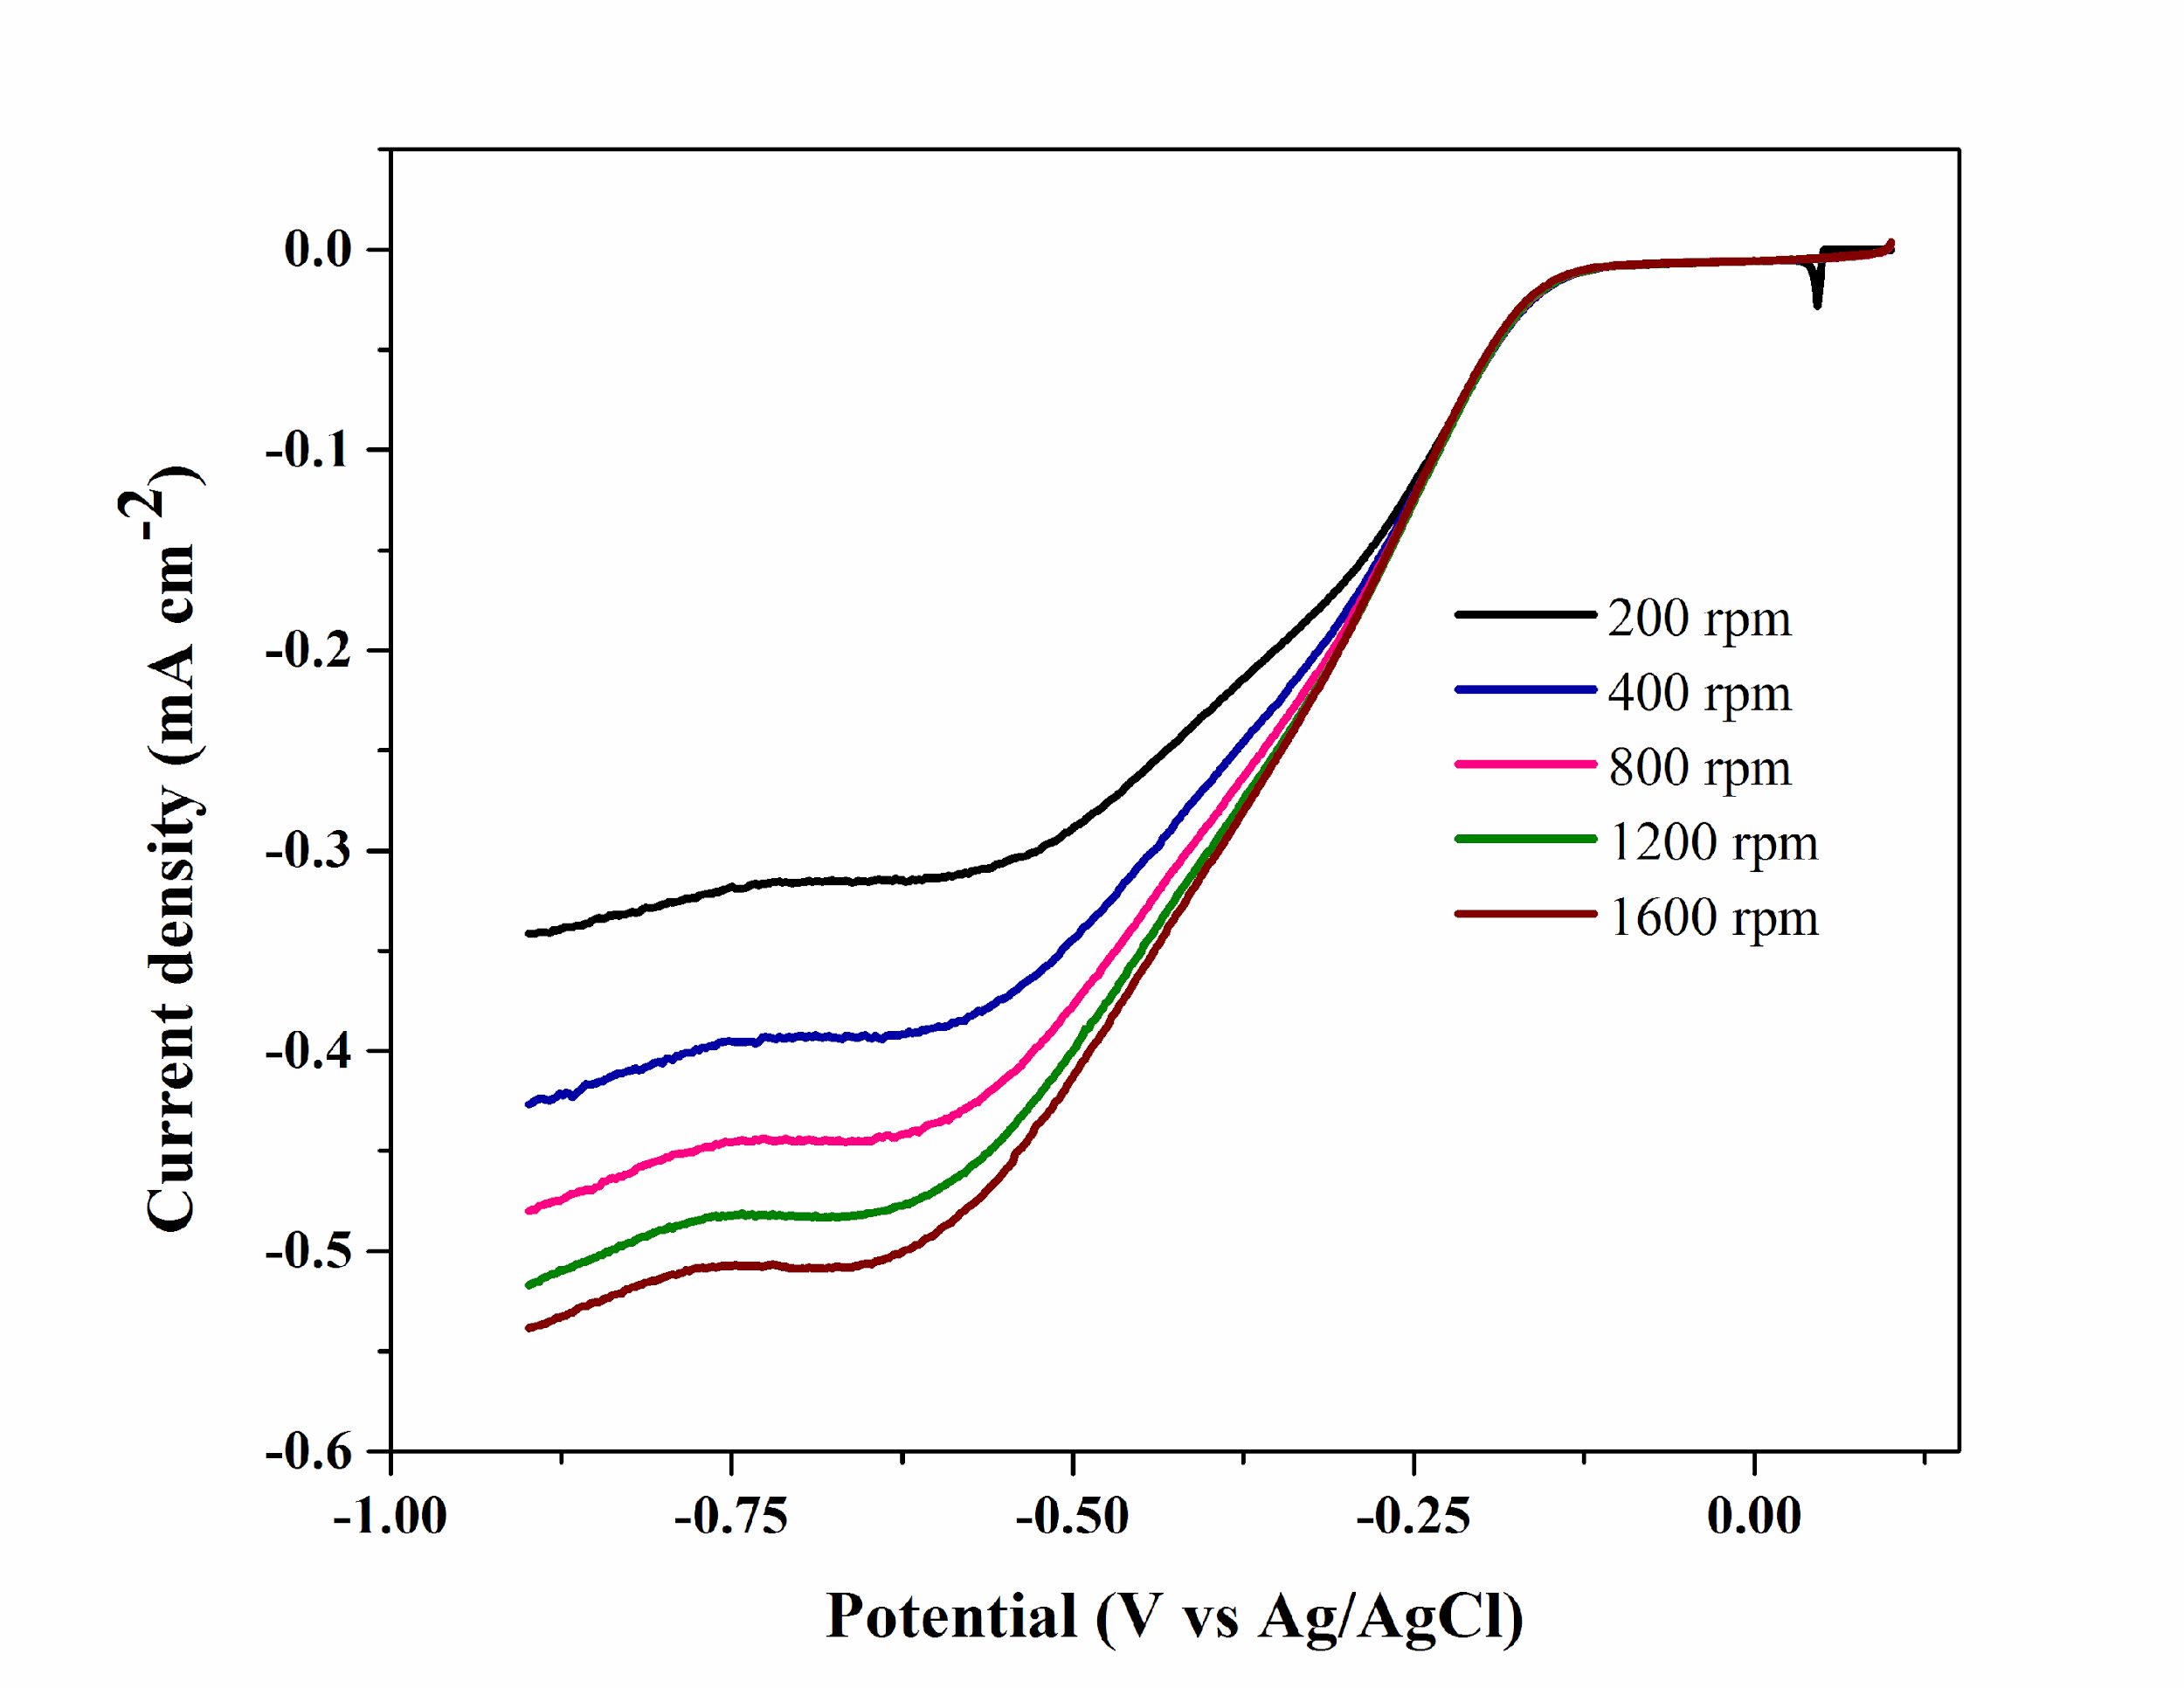 0.0
-0.1
-0.2
-0.3
-0.4
-0.5
-0.6
Current density (mA cm-2)
200 rpm
400 rpm
800 rpm
1200 rpm
1600 rpm
-1.00 -0.75 -0.50 -0.25 0.00
Potential (V vs Ag/AgCl)